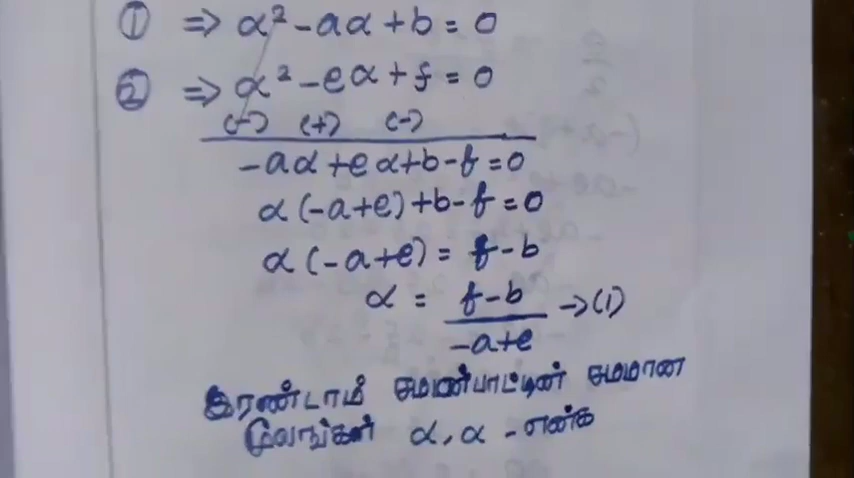 ① ⇒ α² - aα + b = 0
② ⇒ α² - eα + f = 0
(-) (+) (-)
-aα + eα + b - f = 0
α(-a+e) + b - f = 0
α(-a+e) = f - b
α = f-b → (1)
-a+e
இரண்டாம் சமன்பாட்டின் சமமான
மூலங்கள் α, α - என்க